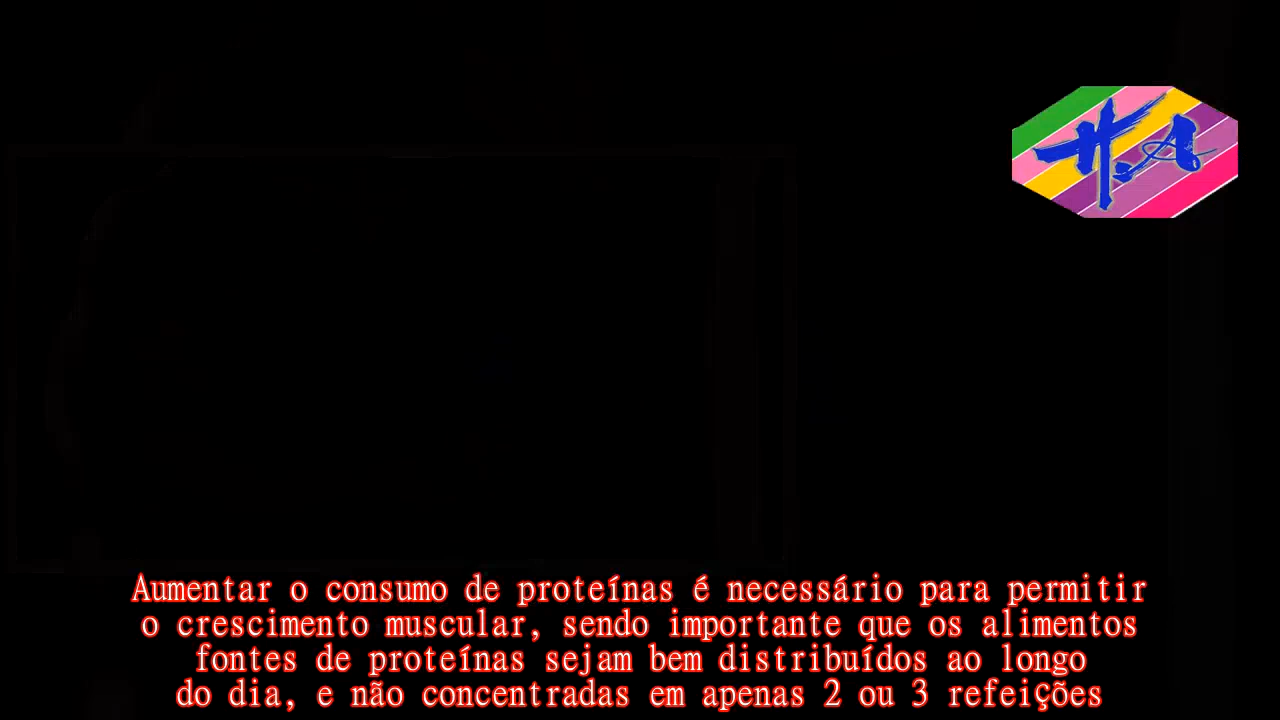 H.A
Aumentar o consumo de proteínas é necessário para permitir
o crescimento muscular, sendo importante que os alimentos
fontes de proteínas sejam bem distribuídos ao longo
do dia, e não concentradas em apenas 2 ou 3 refeições